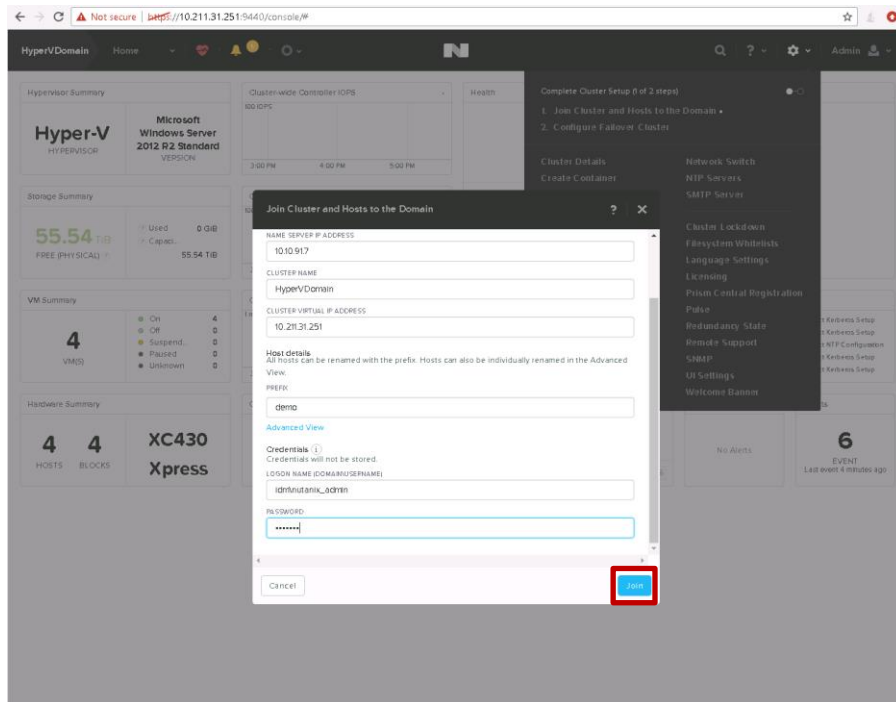 Not secure | https://10.211.31.251:9440/console/#
HyperVDomain Home Admin
Hypervisor Summary
Hyper-V
HYPERVISOR
Microsoft
Windows Server
2012 R2 Standard
VERSION
Cluster-wide Controller IOPS
100 IOPS
3:00 PM 4:00 PM 5:00 PM
Health
Complete Cluster Setup (1 of 2 steps)
1. Join Cluster and Hosts to the Domain
2. Configure Failover Cluster
Cluster Details
Create Container
Network Switch
NTP Servers
SMTP Server
Cluster Lockdown
Filesystem Whitelists
Language Settings
Licensing
Prism Central Registration
Pulse
Redundancy State
Remote Support
SNMP
UI Settings
Welcome Banner
Storage Summary
55.54 TiB
FREE (PHYSICAL)
Used 0 GiB
Capaci...
55.54 TiB
VM Summary
4
VM(S)
On 4
Off 0
Suspend... 0
Paused 0
Unknown 0
Hardware Summary
4
HOSTS
4
BLOCKS
XC430
Xpress
Join Cluster and Hosts to the Domain ?
NAME SERVER IP ADDRESS
10.10.91.7
CLUSTER NAME
HyperVDomain
CLUSTER VIRTUAL IP ADDRESS
10.211.31.251
Host details
All hosts can be renamed with the prefix. Hosts can also be individually renamed in the Advanced
View.
PREFIX
demo
Advanced View
Credentials
Credentials will not be stored.
LOGON NAME (DOMAIN\USERNAME)
PASSWORD
•••••••
Cancel
Join
Kerberos Setup
Kerberos Setup
NTP Configuration
Kerberos Setup
No Alerts
6
EVENT
Last event 4 minutes ago